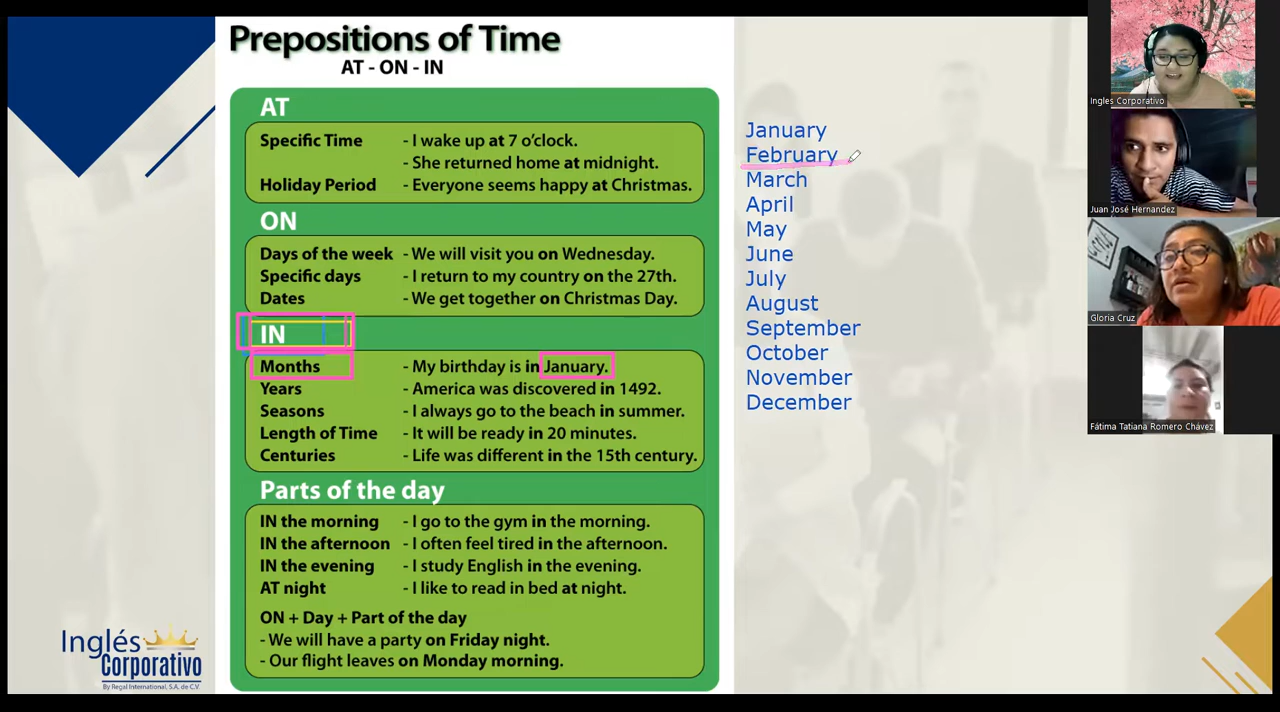 Prepositions of Time
AT - ON - IN
AT
Specific Time - I wake up at 7 o'clock.
- She returned home at midnight.
Holiday Period - Everyone seems happy at Christmas.
ON
Days of the week - We will visit you on Wednesday.
Specific days - I return to my country on the 27th.
Dates - We get together on Christmas Day.
IN
Months - My birthday is in January.
Years - America was discovered in 1492.
Seasons - I always go to the beach in summer.
Length of Time - It will be ready in 20 minutes.
Centuries - Life was different in the 15th century.
Parts of the day
IN the morning - I go to the gym in the morning.
IN the afternoon - I often feel tired in the afternoon.
IN the evening - I study English in the evening.
AT night - I like to read in bed at night.
ON + Day + Part of the day
- We will have a party on Friday night.
- Our flight leaves on Monday morning.
January
February
March
April
May
June
July
August
September
October
November
December
Ingles Corporativo
Juan José Hernandez
Gloria Cruz
Fátima Tatiana Romero Chávez
Inglés
Corporativo
By Regal International, S.A. de C.V.